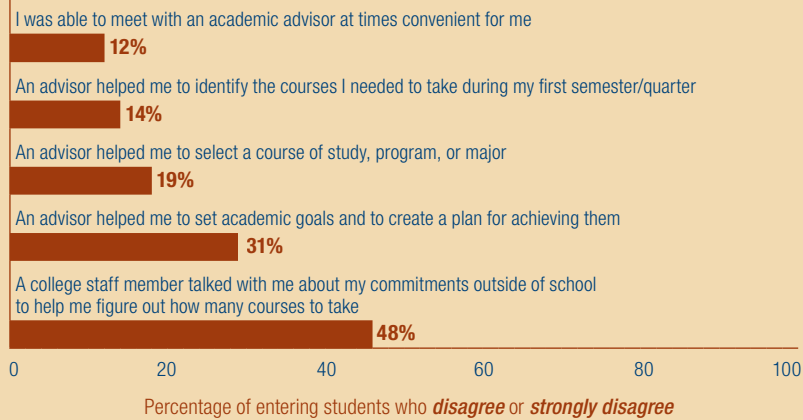 I was able to meet with an academic advisor at times convenient for me
12%
An advisor helped me to identify the courses I needed to take during my first semester/quarter
14%
An advisor helped me to select a course of study, program, or major
19%
An advisor helped me to set academic goals and to create a plan for achieving them
31%
A college staff member talked with me about my commitments outside of school
to help me figure out how many courses to take
48%
0 20 40 60 80 100
Percentage of entering students who disagree or strongly disagree